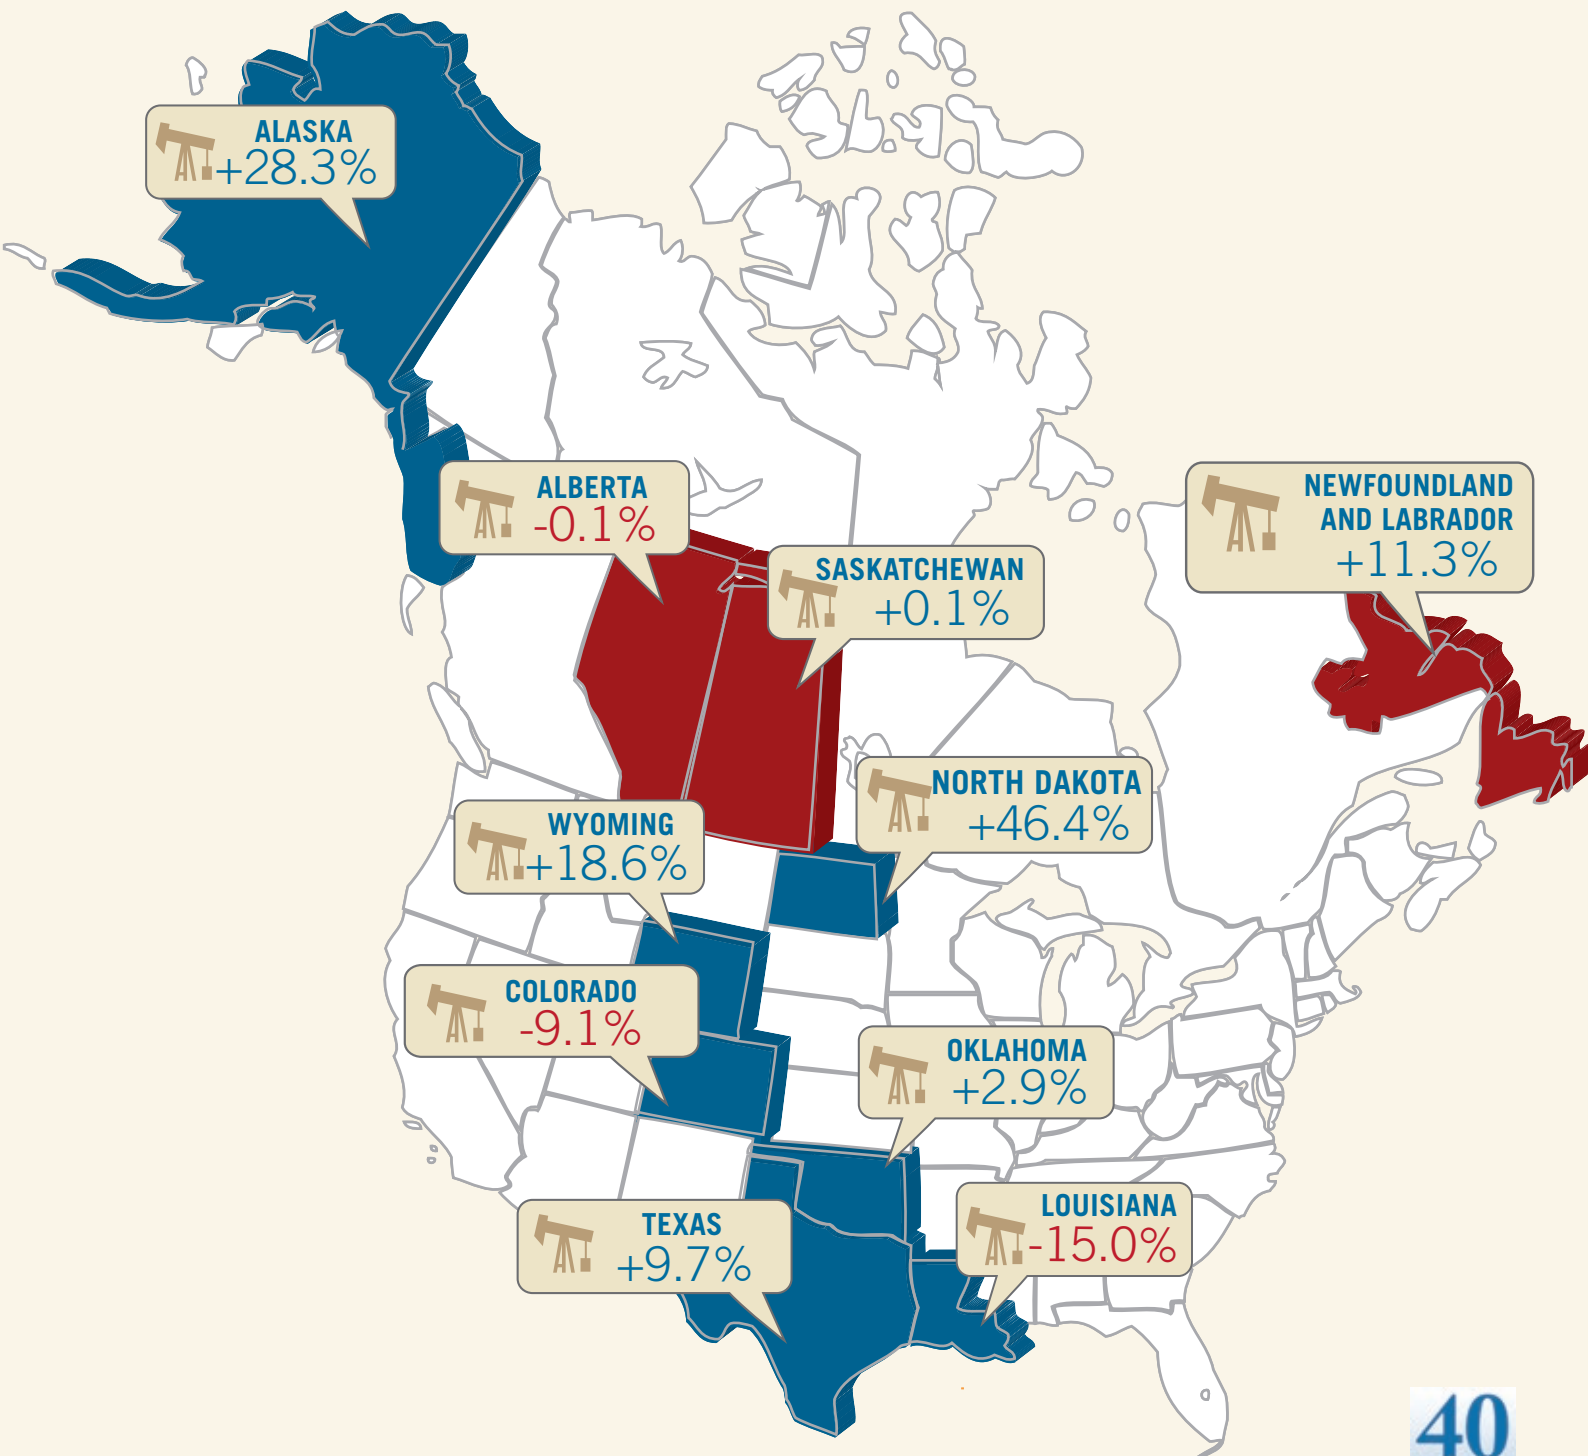 ALASKA
+28.3%
ALBERTA
-0.1%
NEWFOUNDLAND
AND LABRADOR
+11.3%
SASKATCHEWAN
+0.1%
NORTH DAKOTA
+46.4%
WYOMING
+18.6%
COLORADO
-9.1%
OKLAHOMA
+2.9%
LOUISIANA
-15.0%
TEXAS
+9.7%
40